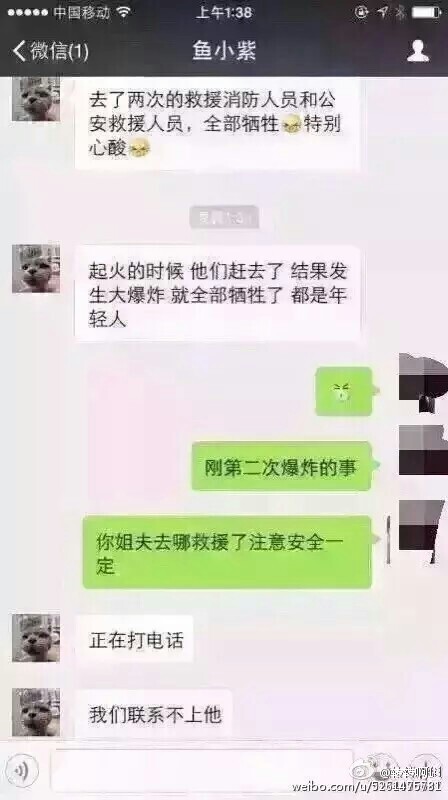 中国移动
上午1:38
微信(1)
鱼小紫
去了两次的救援消防人员和公
安救援人员，全部牺牲 特别
心酸
起火的时候 他们赶去了 结果发
生大爆炸 就全部牺牲了 都是年
轻人
刚第二次爆炸的事
你姐夫去哪救援了注意安全一
定
正在打电话
我们联系不上他